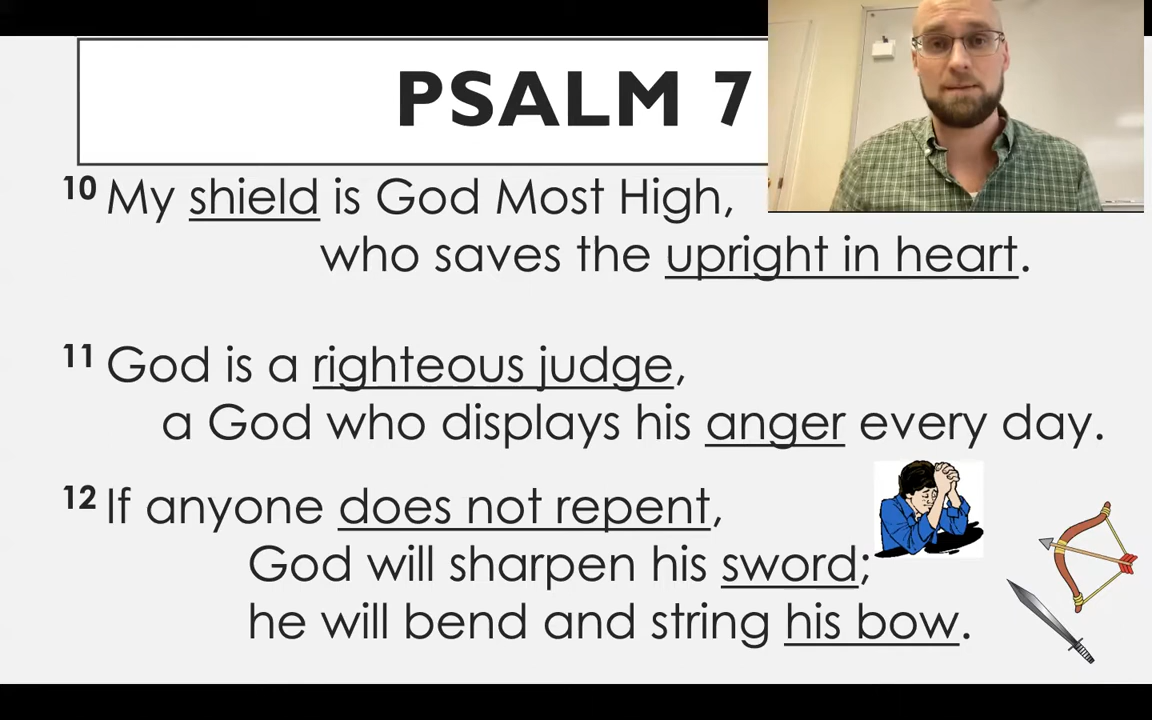 PSALM 7
10 My shield is God Most High,
who saves the upright in heart.
11 God is a righteous judge,
a God who displays his anger every day.
12 If anyone does not repent,
God will sharpen his sword;
he will bend and string his bow.